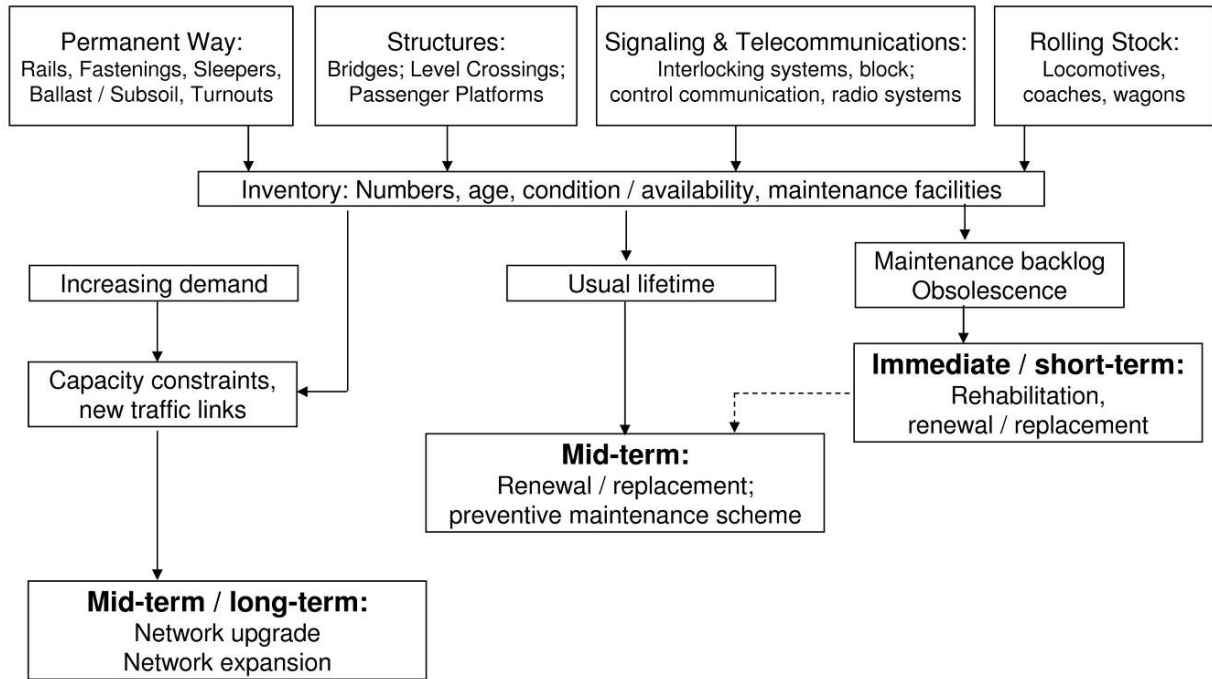 Permanent Way:
Rails, Fastenings, Sleepers,
Ballast / Subsoil, Turnouts
Structures:
Bridges; Level Crossings;
Passenger Platforms
Signaling & Telecommunications:
Interlocking systems, block;
control communication, radio systems
Rolling Stock:
Locomotives,
coaches, wagons
Inventory: Numbers, age, condition / availability, maintenance facilities
Increasing demand
Usual lifetime
Maintenance backlog
Obsolescence
Capacity constraints,
new traffic links
Immediate / short-term:
Rehabilitation,
renewal / replacement
Mid-term:
Renewal / replacement;
preventive maintenance scheme
Mid-term / long-term:
Network upgrade
Network expansion